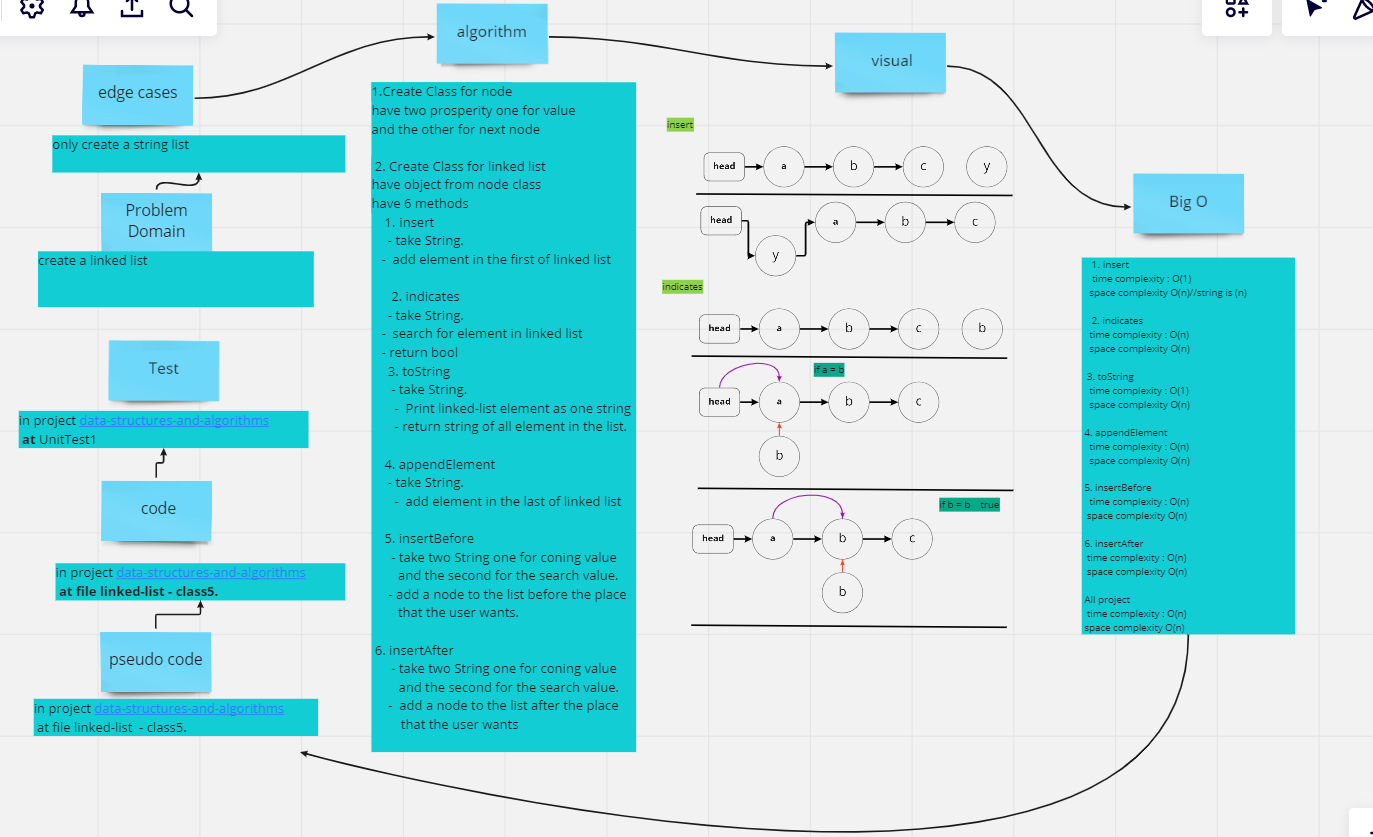 edge cases
only create a string list
Problem
Domain
create a linked list
Test
in project data-structures-and-algorithms
at UnitTest1
code
in project data-structures-and-algorithms
at file linked-list - class5.
pseudo code
in project data-structures-and-algorithms
at file linked-list - class5.
algorithm
1.Create Class for node
have two prosperity one for value
and the other for next node
2. Create Class for linked list
have object from node class
have 6 methods
1. insert
- take String.
- add element in the first of linked list
2. indicates
- take String.
- search for element in linked list
- return bool
3. toString
- take String.
- Print linked-list element as one string
- return string of all element in the list.
4. appendElement
- take String.
- add element in the last of linked list
5. insertBefore
- take two String one for coning value
and the second for the search value.
- add a node to the list before the place
that the user wants.
6. insertAfter
- take two String one for coning value
and the second for the search value.
- add a node to the list after the place
that the user wants
visual
insert
head a b c y
head y a b c
indicates
head a b c b
if a = b
head a b c
b
if b = b true
head a b c
b
Big O
1. insert
time complexity : O(1)
space complexity O(n)//string is (n)
2. indicates
time complexity : O(n)
space complexity O(n)
3. toString
time complexity : O(1)
space complexity O(n)
4. appendElement
time complexity : O(n)
space complexity O(n)
5. insertBefore
time complexity : O(n)
space complexity O(n)
6. insertAfter
time complexity : O(n)
space complexity O(n)
All project
time complexity : O(n)
space complexity O(n)